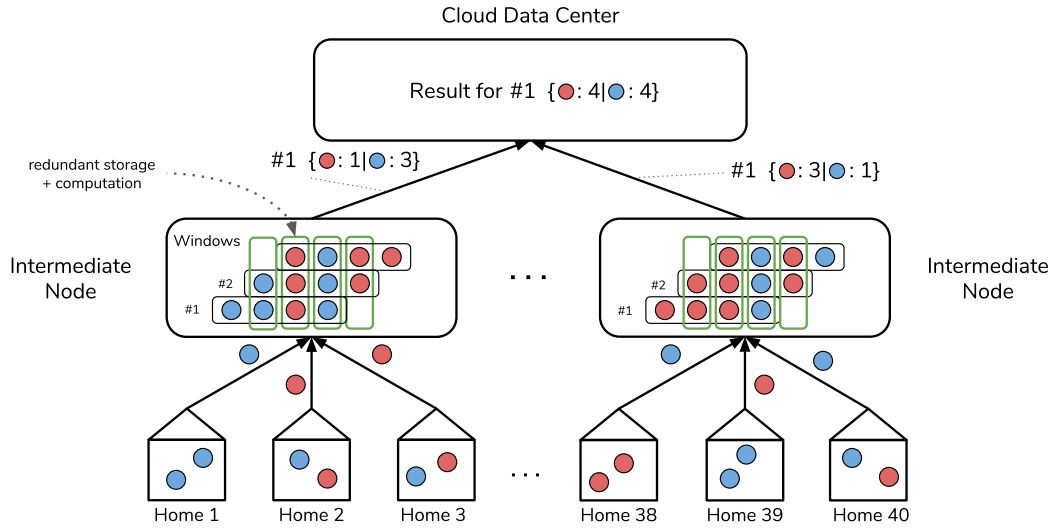 Cloud Data Center
Result for #1 {: 4|: 4}
redundant storage
+ computation
#1 {: 1|: 3}
#1 {: 3|: 1}
Intermediate
Node
Windows
#2
#1
...
#2
#1
Intermediate
Node
...
Home 1
Home 2
Home 3
Home 38
Home 39
Home 40